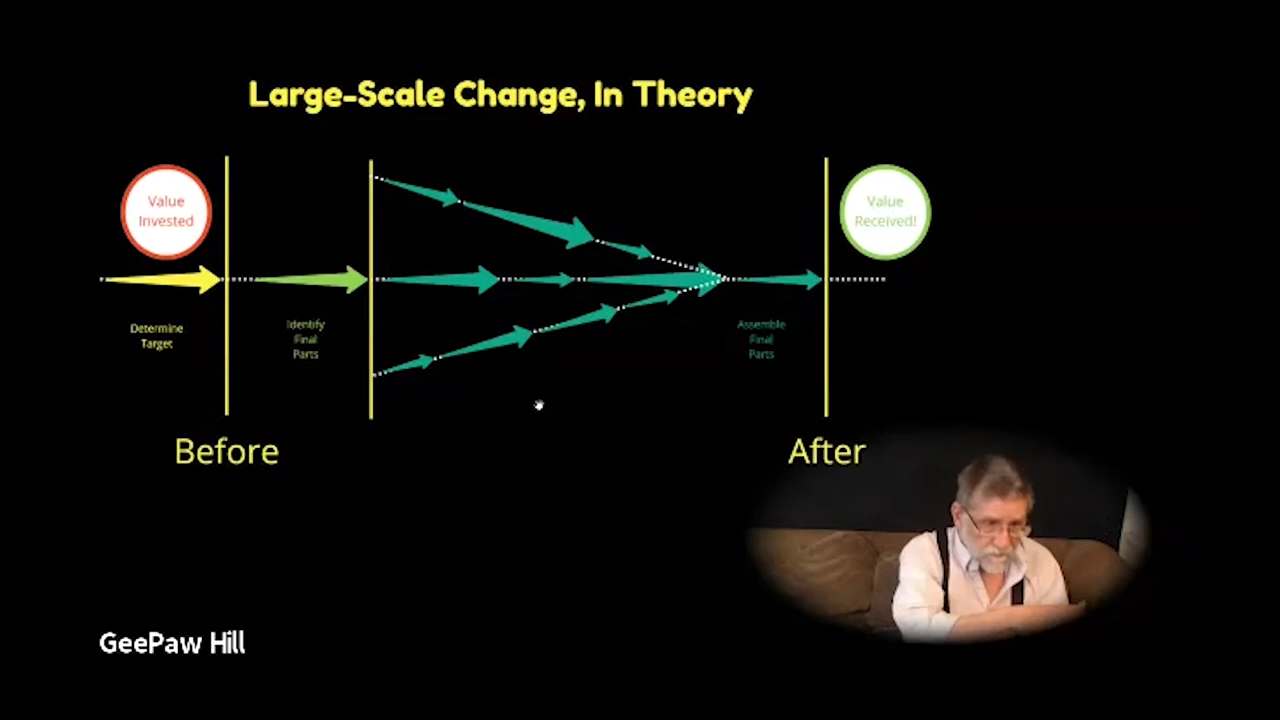 Large-Scale Change, In Theory
Value
Invested
Value
Received!
Determine
Target
Identify
Final
Parts
Assemble
Final
Parts
Before
After
GeePaw Hill